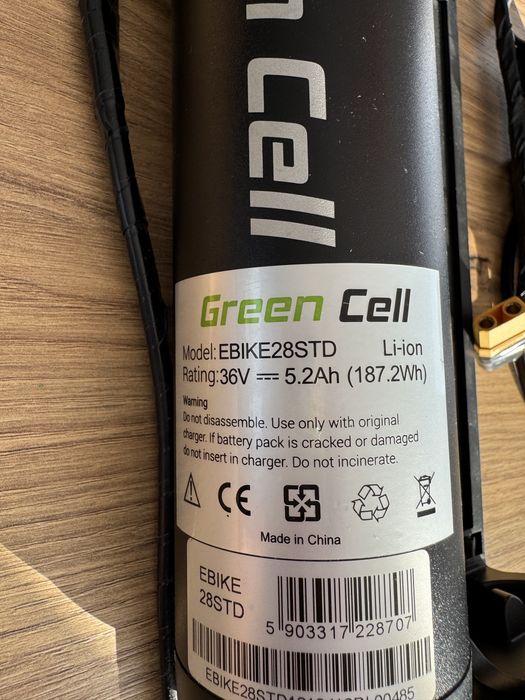 n Cell
Green Cell
Model:EBIKE28STD Li-ion
Rating:36V ⎓ 5.2Ah (187.2Wh)
Warning
Do not disassemble. Use only with original
charger. If battery pack is cracked or damaged
do not insert in charger. Do not incinerate.
CE
Made in China
EBIKE
28STD
5 903317 228707